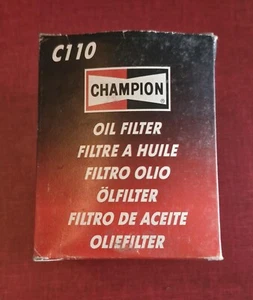 C110
CHAMPION
®
OIL FILTER
FILTRE A HUILE
FILTRO OLIO
ÖLFILTER
FILTRO DE ACEITE
OLIEFILTER